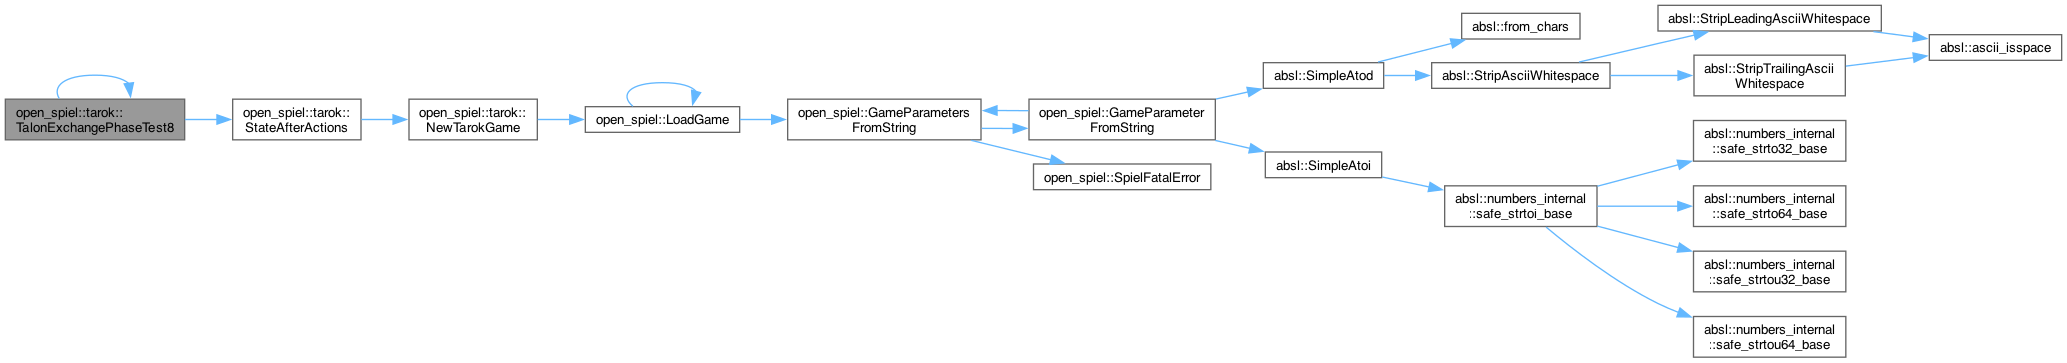 open_spiel::tarok::
TalonExchangePhaseTest8
open_spiel::tarok::
StateAfterActions
open_spiel::tarok::
NewTarokGame
open_spiel::LoadGame
open_spiel::GameParameters
FromString
open_spiel::GameParameter
FromString
open_spiel::SpielFatalError
absl::SimpleAtod
absl::SimpleAtoi
absl::from_chars
absl::StripAsciiWhitespace
absl::numbers_internal
::safe_strtoi_base
absl::StripLeadingAsciiWhitespace
absl::StripTrailingAscii
Whitespace
absl::ascii_isspace
absl::numbers_internal
::safe_strto32_base
absl::numbers_internal
::safe_strto64_base
absl::numbers_internal
::safe_strtou32_base
absl::numbers_internal
::safe_strtou64_base